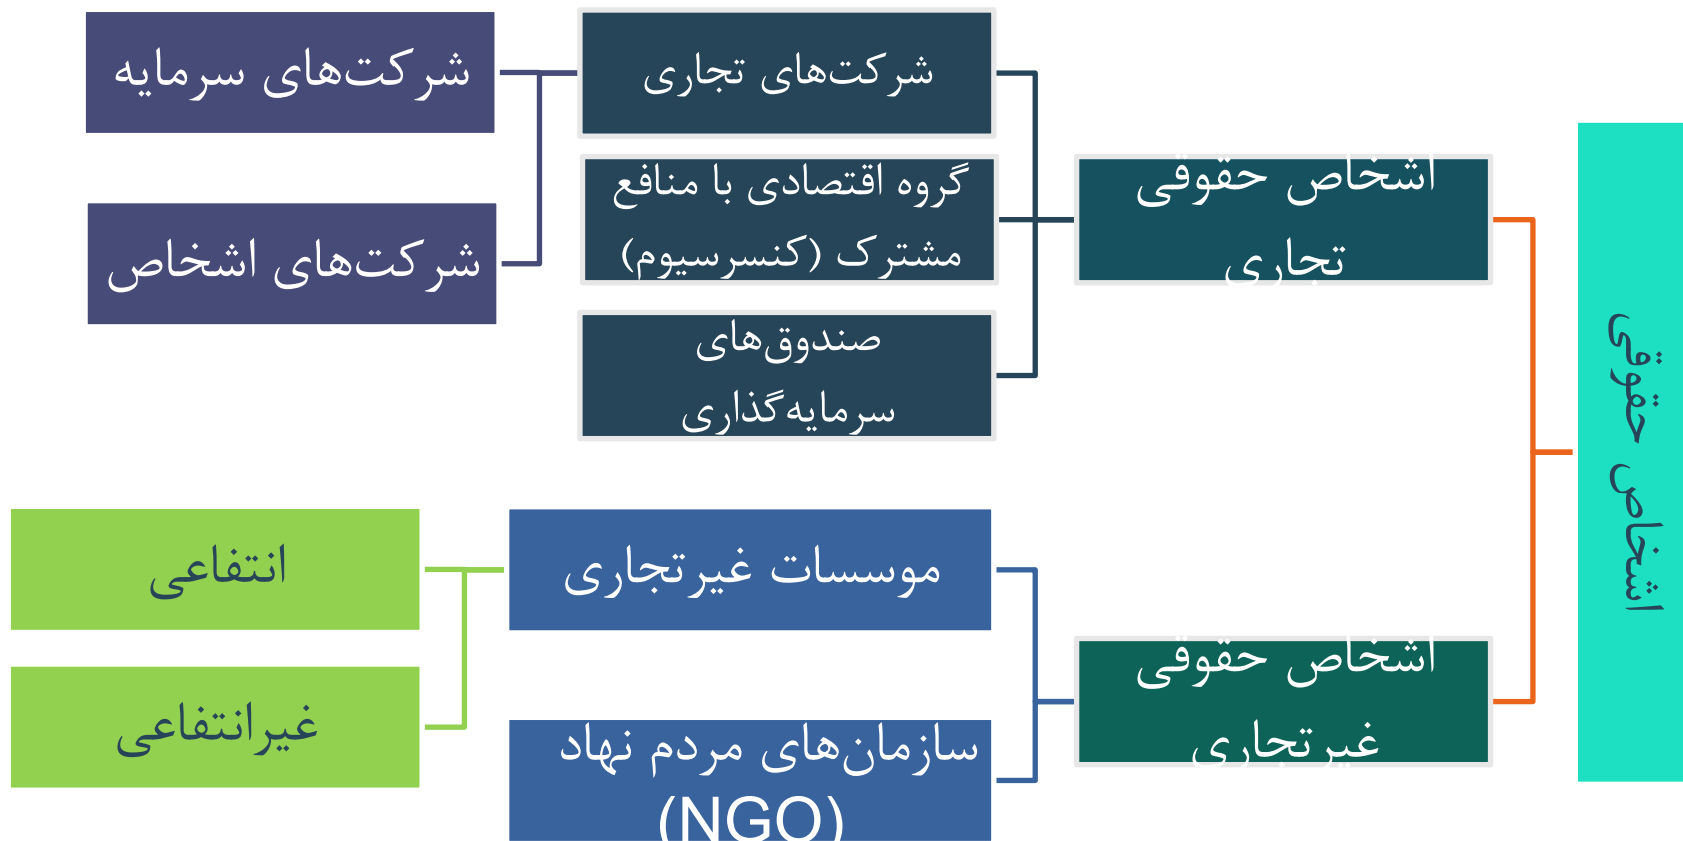 اشخاص حقوقی
اشخاص حقوقی
تجاری
شرکت‌های تجاری
شرکت‌های سرمایه
شرکت‌های اشخاص
گروه اقتصادی با منافع
مشترک (کنسرسیوم)
صندوق‌های
سرمایه‌گذاری
اشخاص حقوقی
غیرتجاری
موسسات غیرتجاری
انتفاعی
غیرانتفاعی
سازمان‌های مردم نهاد
(NGO)